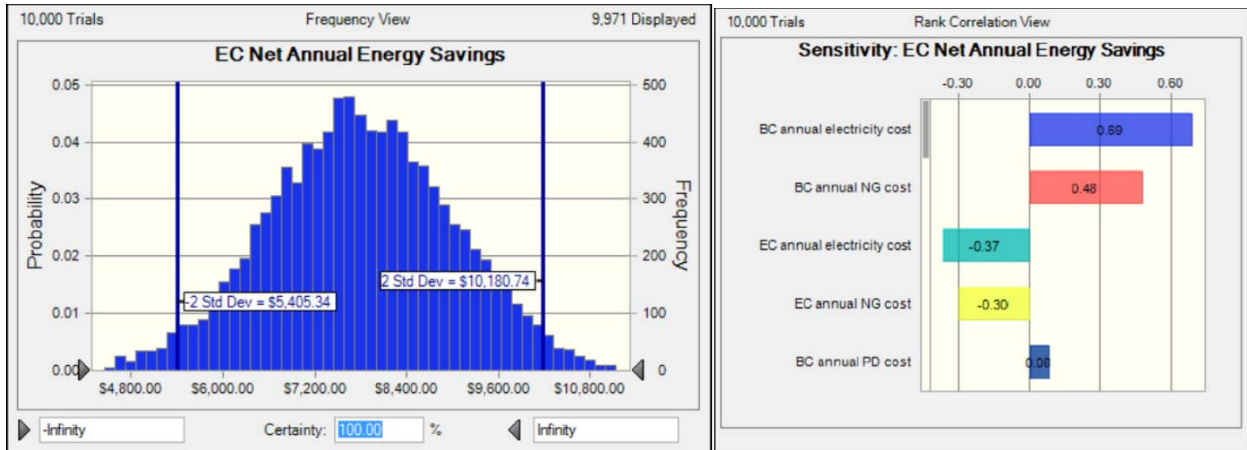 10,000 Trials Frequency View 9,971 Displayed
EC Net Annual Energy Savings
Probability
0.05
0.04
0.03
0.02
0.01
0.00
500
400
300
200
100
0
Frequency
-2 Std Dev = $5,405.34
2 Std Dev = $10,180.74
$4,800.00 $6,000.00 $7,200.00 $8,400.00 $9,600.00 $10,800.00
-Infinity Certainty: 100.00 % Infinity
10,000 Trials Rank Correlation View
Sensitivity: EC Net Annual Energy Savings
-0.30 0.00 0.30 0.60
BC annual electricity cost 0.69
BC annual NG cost 0.48
EC annual electricity cost -0.37
EC annual NG cost -0.30
BC annual PD cost 0.08